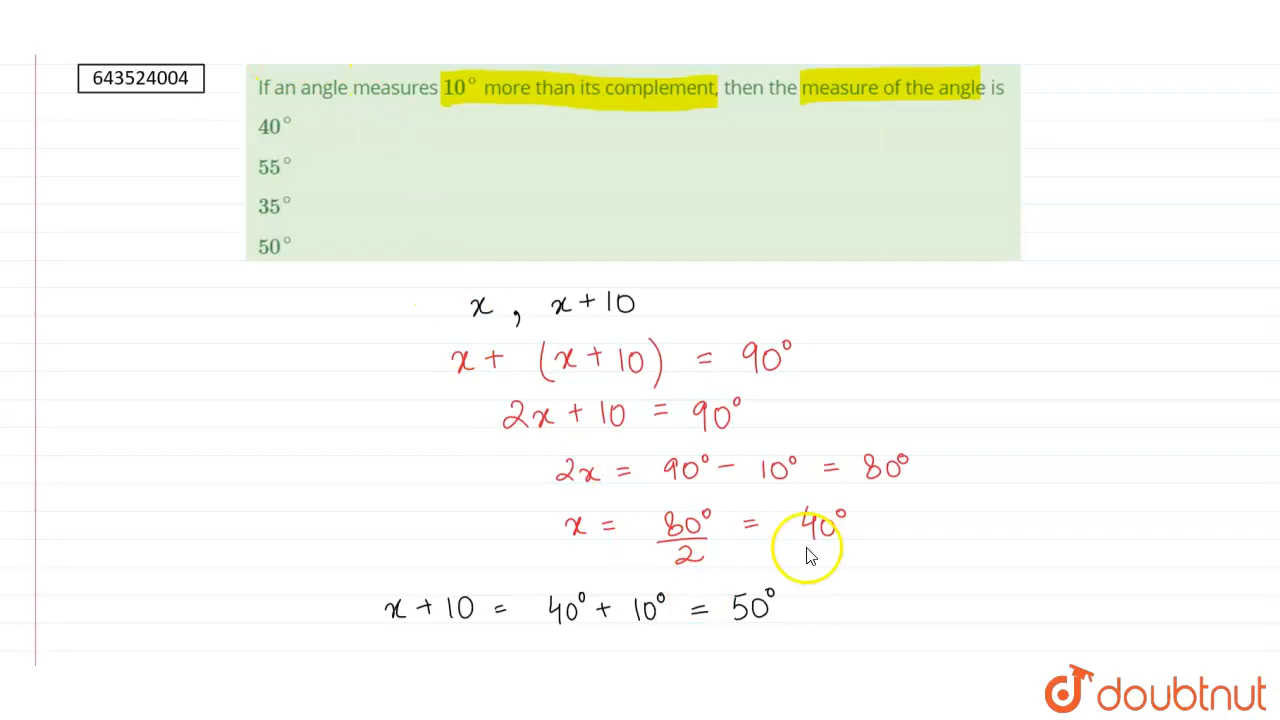 643524004
If an angle measures 10° more than its complement, then the measure of the angle is
40°
55°
35°
50°
x , x + 10
x + (x + 10) = 90°
2x + 10 = 90°
2x = 90° - 10° = 80°
x = 80°/2 = 40°
x + 10 = 40° + 10° = 50°
doubtnut